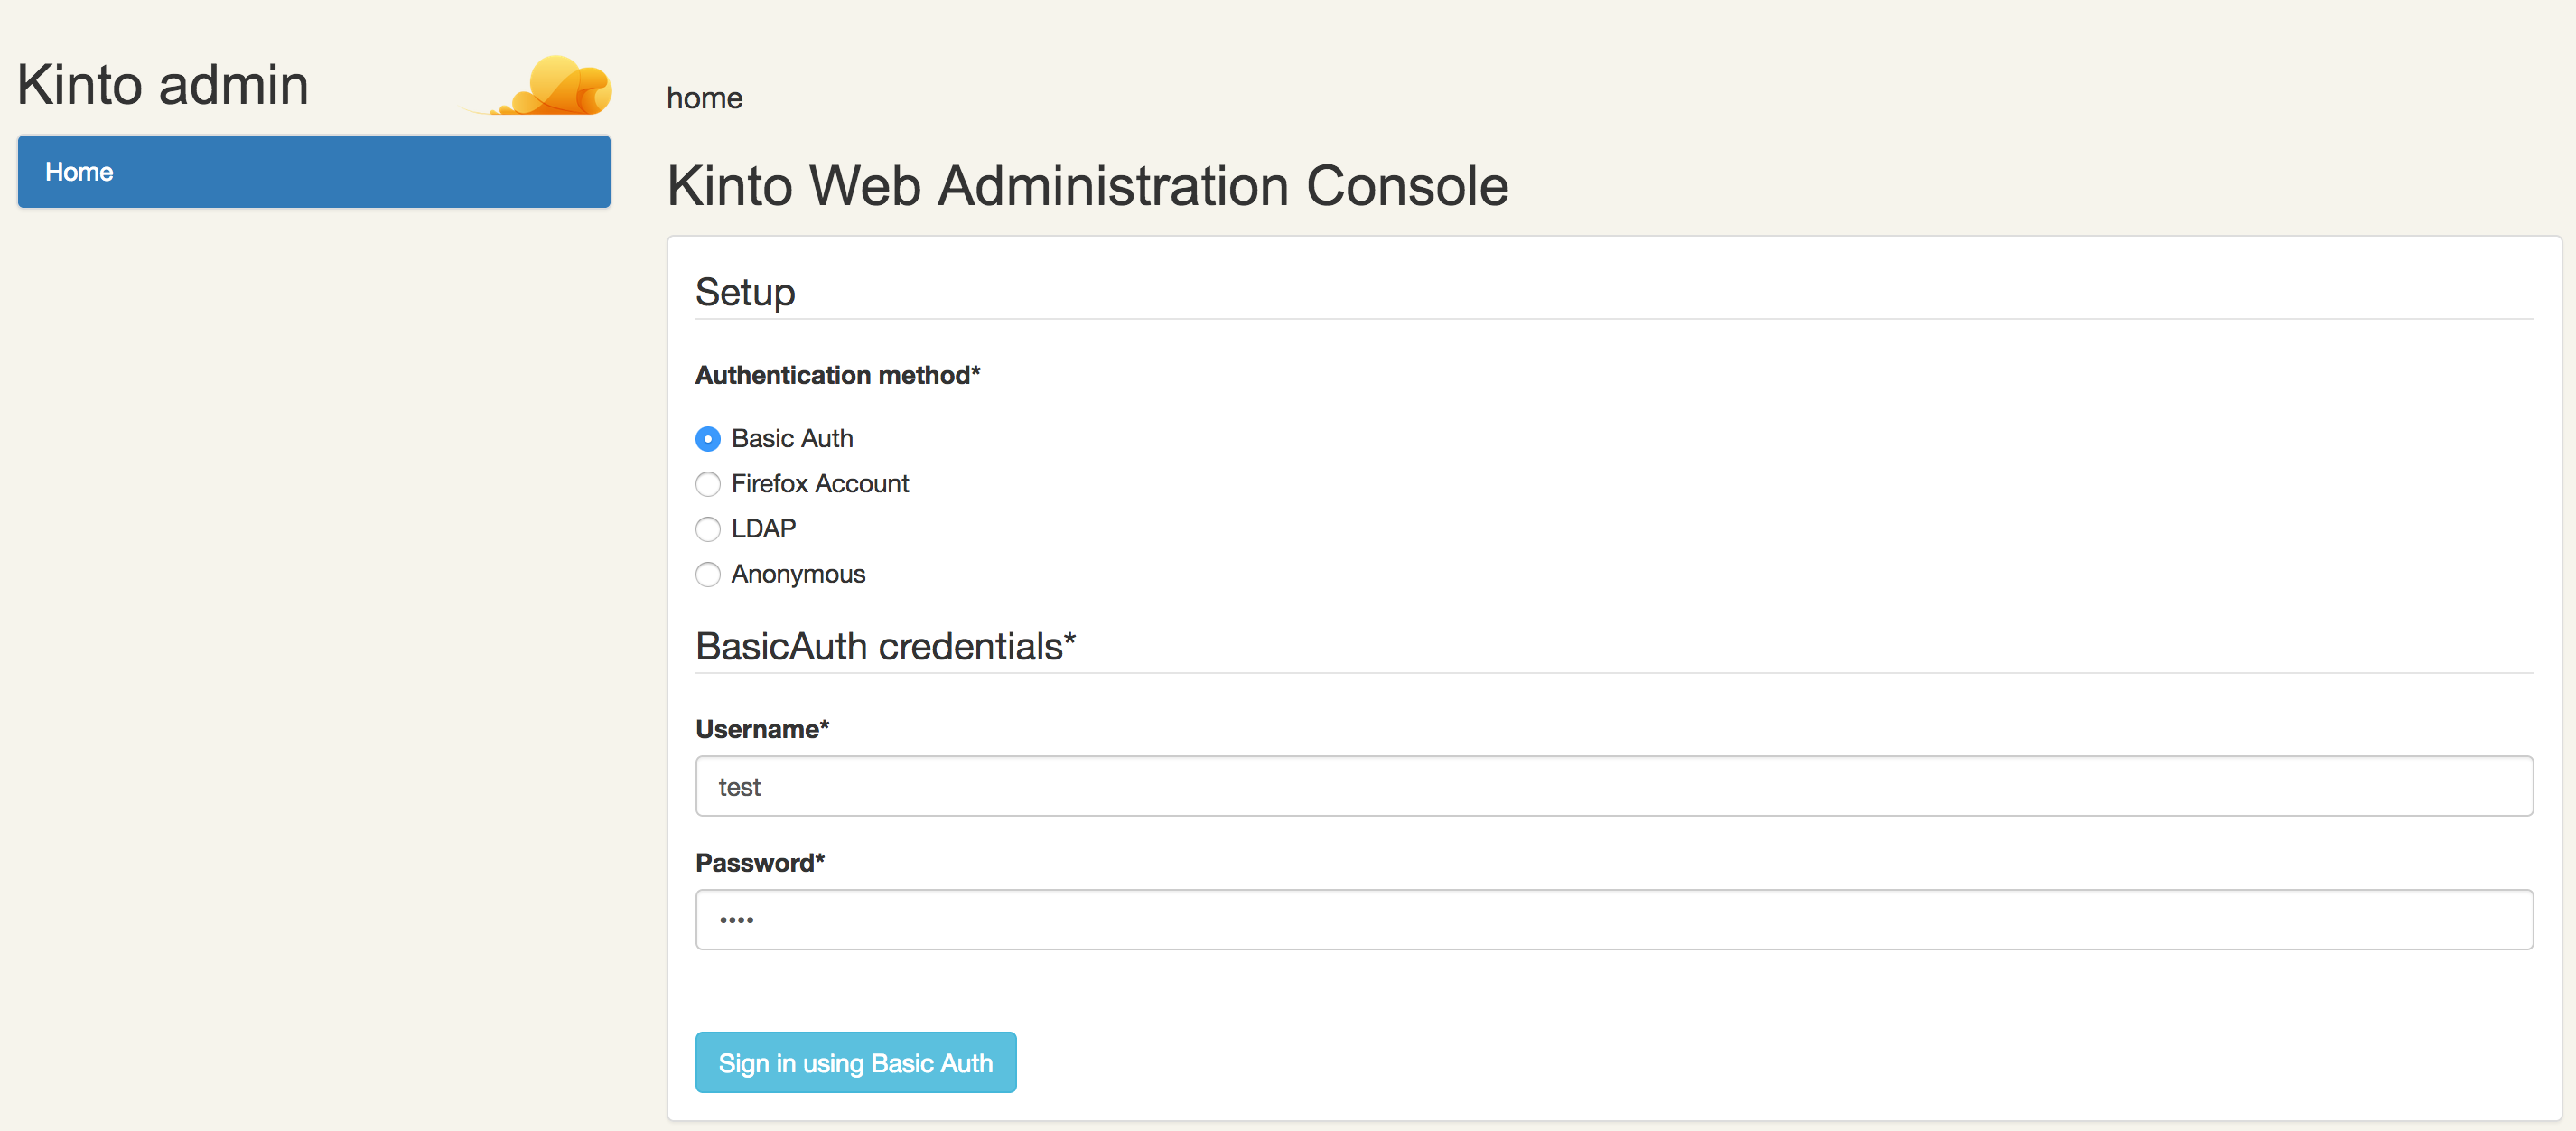 Kinto admin
Home
home
Kinto Web Administration Console
Setup
Authentication method*
Basic Auth
Firefox Account
LDAP
Anonymous
BasicAuth credentials*
Username*
test
Password*
••••
Sign in using Basic Auth